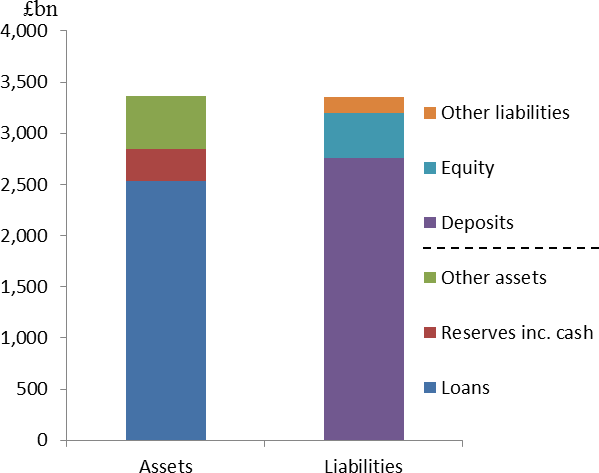 £bn
4,000
3,500
3,000
2,500
2,000
1,500
1,000
500
0
Assets
Liabilities
Other liabilities
Equity
Deposits
Other assets
Reserves inc. cash
Loans